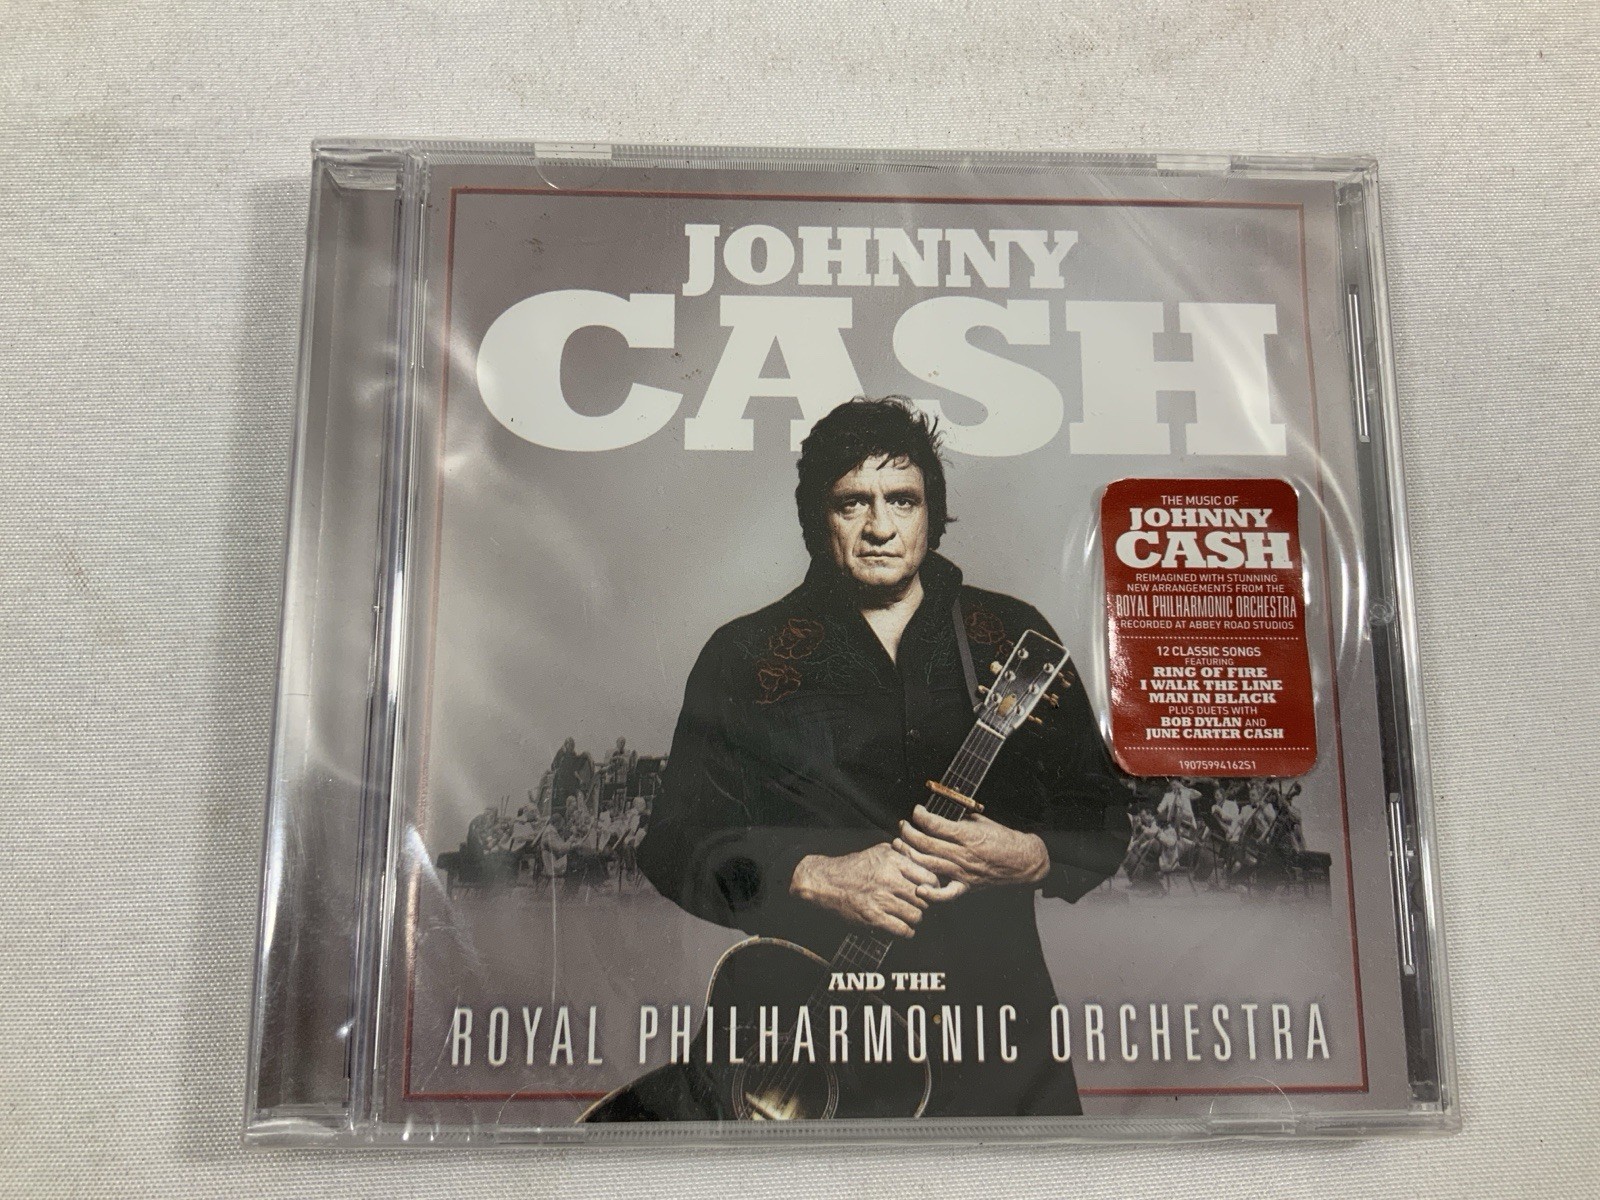 JOHNNY
CASH
THE MUSIC OF
JOHNNY
CASH
REIMAGINED WITH STUNNING
NEW ARRANGEMENTS FROM THE
ROYAL PHILHARMONIC ORCHESTRA
RECORDED AT ABBEY ROAD STUDIOS
12 CLASSIC SONGS
FEATURING
RING OF FIRE
I WALK THE LINE
MAN IN BLACK
PLUS DUETS WITH
BOB DYLAN AND
JUNE CARTER CASH
19075994162S1
AND THE
ROYAL PHILHARMONIC ORCHESTRA